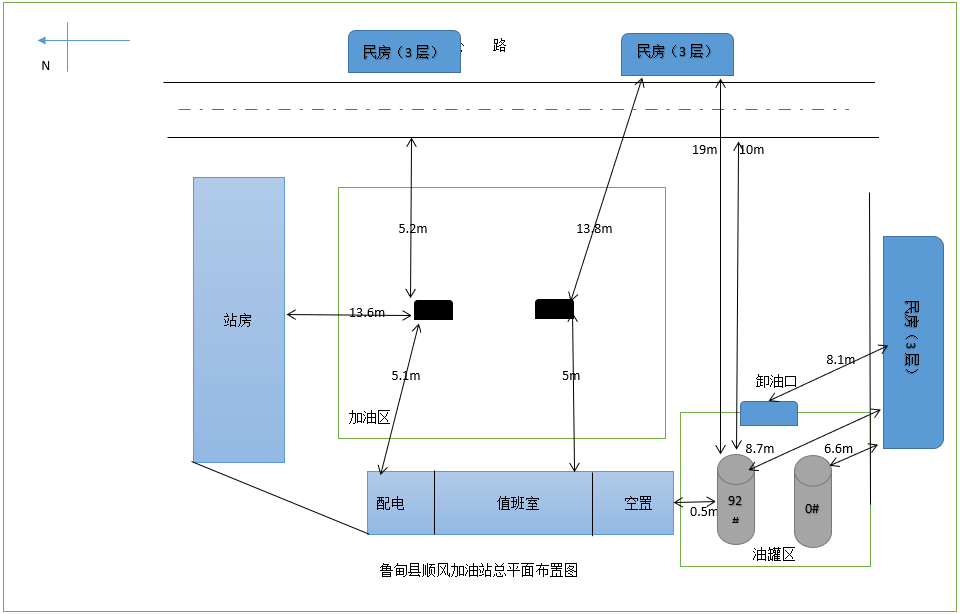 民房（3 层）
路
民房（3 层）
N
19m
10m
5.2m
13.8m
站房
13.6m
民房（3 层）
5.1m
5m
8.1m
卸油口
加油区
8.7m
6.6m
配电
值班室
空置
0.5m
92
#
0#
油罐区
鲁甸县顺风加油站总平面布置图